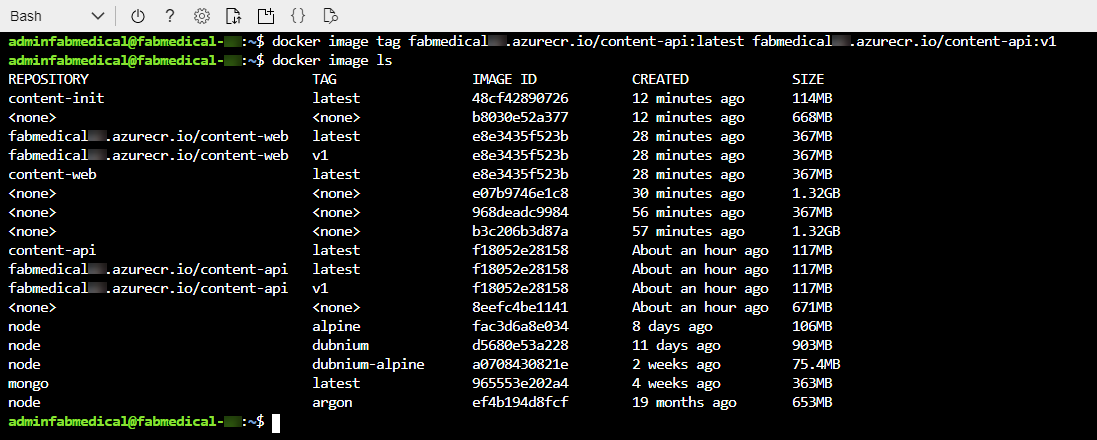 Bash
adminfabmedical@fabmedical- :~$ docker image tag fabmedical .azurecr.io/content-api:latest fabmedical .azurecr.io/content-api:v1
adminfabmedical@fabmedical- :~$ docker image ls
REPOSITORY TAG IMAGE ID CREATED SIZE
content-init latest 48cf42890726 12 minutes ago 114MB
<none> <none> b8030e52a377 12 minutes ago 668MB
fabmedical .azurecr.io/content-web latest e8e3435f523b 28 minutes ago 367MB
fabmedical .azurecr.io/content-web v1 e8e3435f523b 28 minutes ago 367MB
content-web latest e8e3435f523b 28 minutes ago 367MB
<none> <none> e07b9746e1c8 30 minutes ago 1.32GB
<none> <none> 968deadc9984 56 minutes ago 367MB
<none> <none> b3c206b3d87a 57 minutes ago 1.32GB
content-api latest f18052e28158 About an hour ago 117MB
fabmedical .azurecr.io/content-api latest f18052e28158 About an hour ago 117MB
fabmedical .azurecr.io/content-api v1 f18052e28158 About an hour ago 117MB
<none> <none> 8eefc4be1141 About an hour ago 671MB
node alpine fac3d6a8e034 8 days ago 106MB
node dubnium d5680e53a228 11 days ago 903MB
node dubnium-alpine a0708430821e 2 weeks ago 75.4MB
mongo latest 965553e202a4 4 weeks ago 363MB
node argon ef4b194d8fcf 19 months ago 653MB
adminfabmedical@fabmedical- :~$